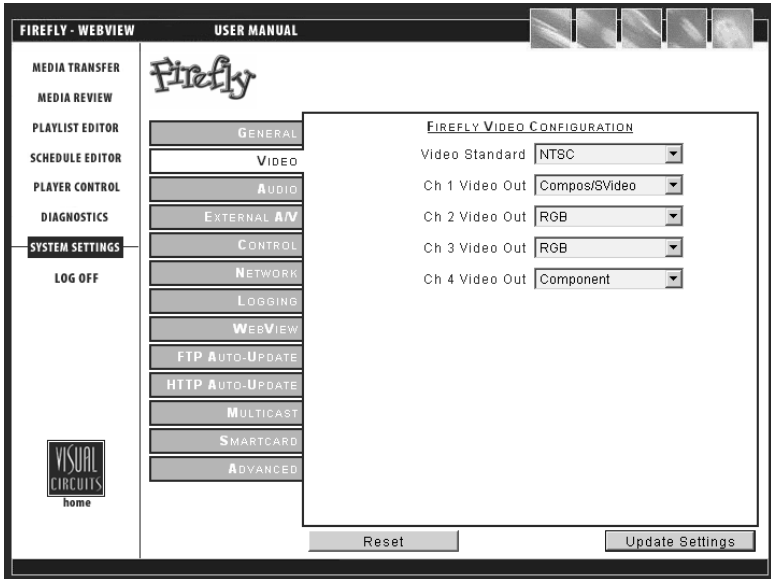 FIREFLY - WEBVIEW
USER MANUAL
MEDIA TRANSFER
MEDIA REVIEW
PLAYLIST EDITOR
SCHEDULE EDITOR
PLAYER CONTROL
DIAGNOSTICS
SYSTEM SETTINGS
LOG OFF
VISUAL
CIRCUITS
home
Firefly
GENERAL
VIDEO
AUDIO
EXTERNAL A/V
CONTROL
NETWORK
LOGGING
WEBVIEW
FTP AUTO-UPDATE
HTTP AUTO-UPDATE
MULTICAST
SMARTCARD
ADVANCED
FIREFLY VIDEO CONFIGURATION
Video Standard NTSC
Ch 1 Video Out Compos/SVideo
Ch 2 Video Out RGB
Ch 3 Video Out RGB
Ch 4 Video Out Component
Reset
Update Settings